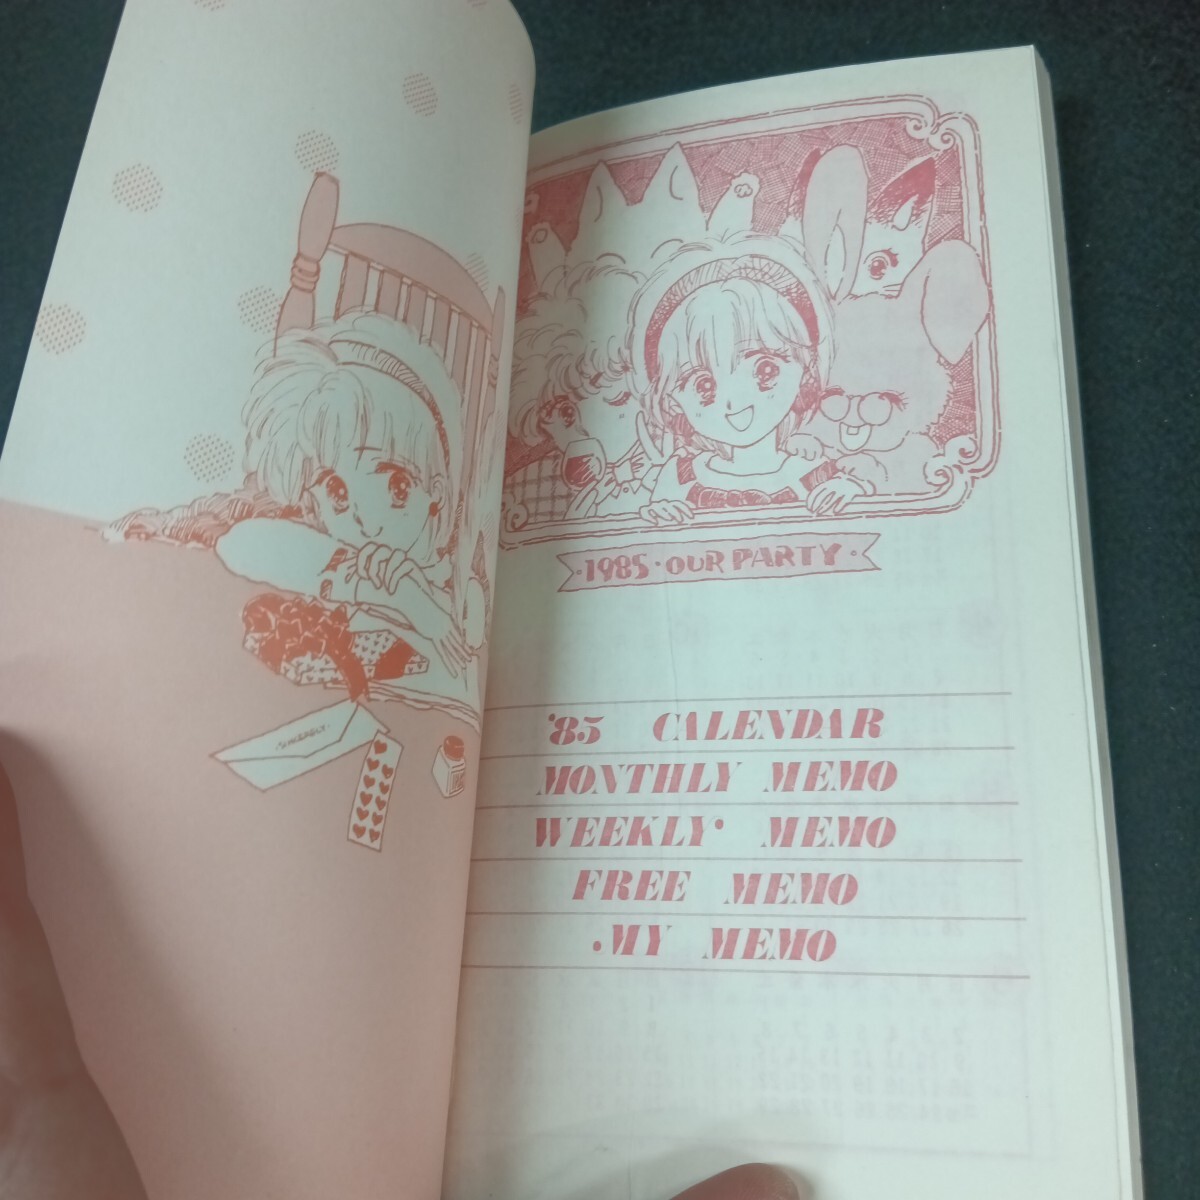 ·1985·OUR PARTY·
'85 CALENDAR
MONTHLY MEMO
WEEKLY· MEMO
FREE MEMO
·MY MEMO